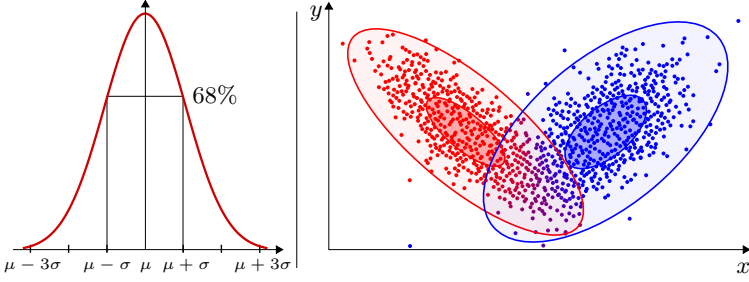 68%
μ − 3σ μ − σ μ μ + σ μ + 3σ
y
x